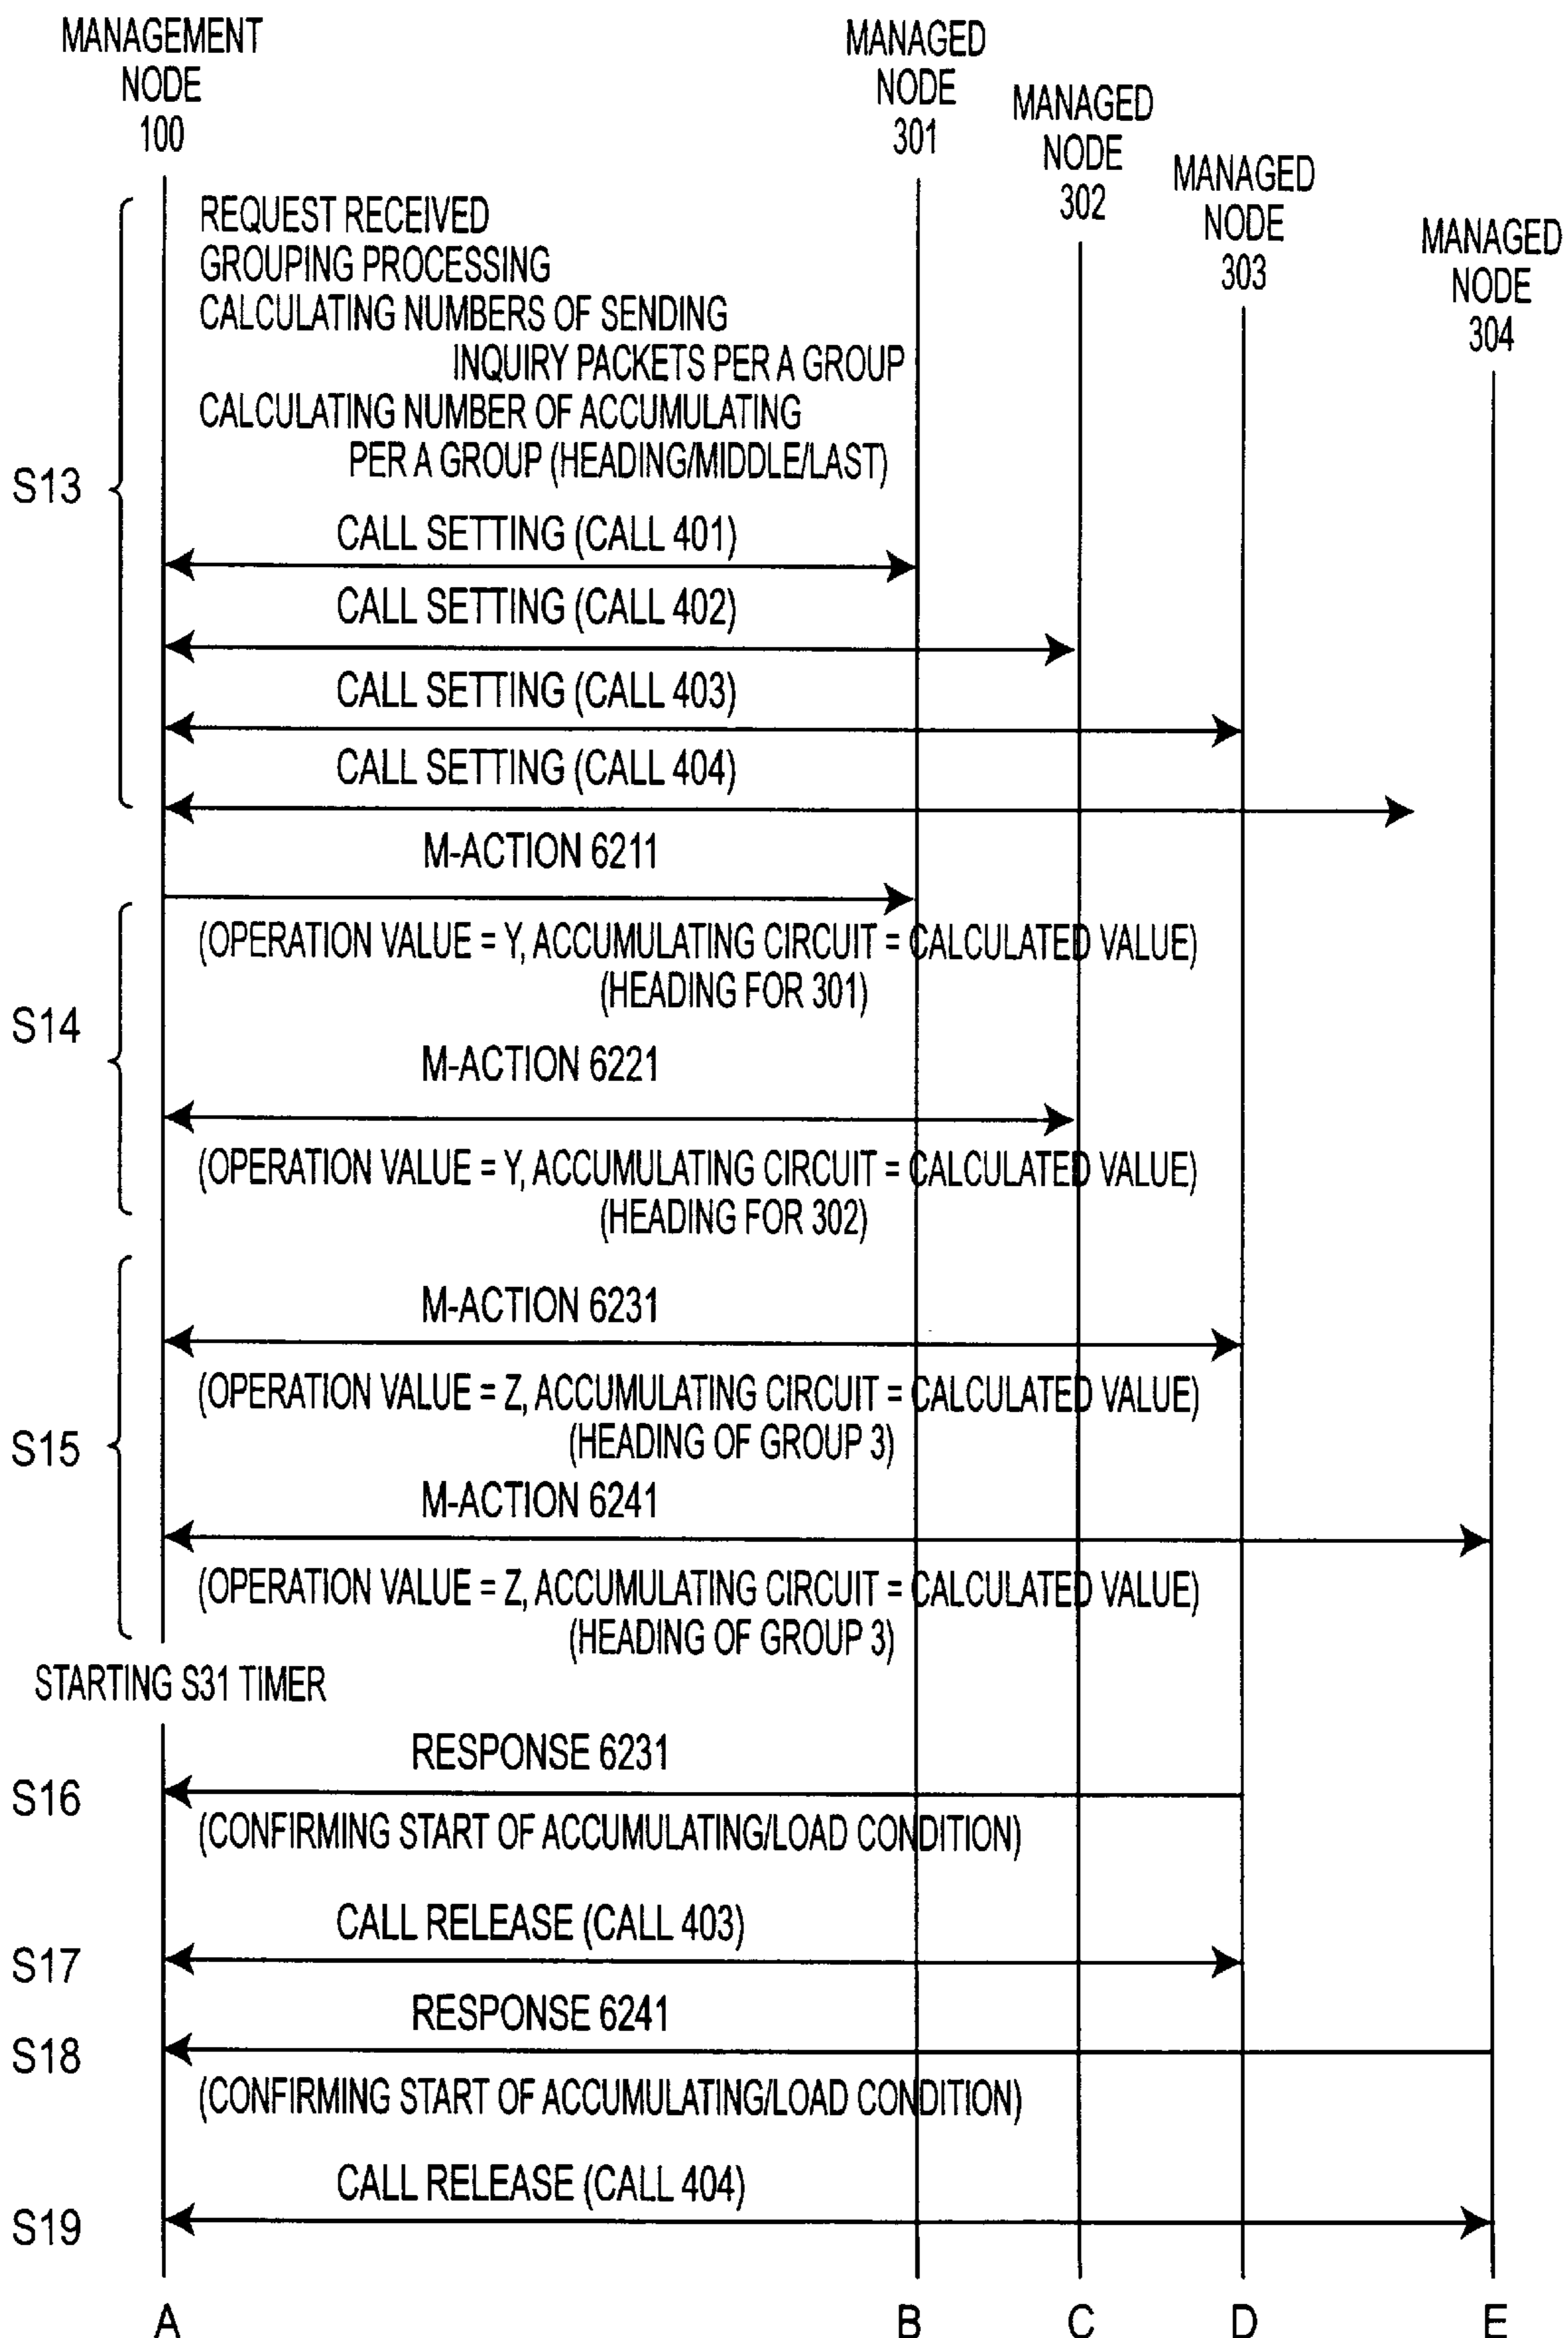 MANAGEMENT
NODE
100
MANAGED
NODE
301
MANAGED
NODE
302
MANAGED
NODE
303
MANAGED
NODE
304
S13
REQUEST RECEIVED
GROUPING PROCESSING
CALCULATING NUMBERS OF SENDING
INQUIRY PACKETS PER A GROUP
CALCULATING NUMBER OF ACCUMULATING
PER A GROUP (HEADING/MIDDLE/LAST)
CALL SETTING (CALL 401)
CALL SETTING (CALL 402)
CALL SETTING (CALL 403)
CALL SETTING (CALL 404)
S14
M-ACTION 6211
(OPERATION VALUE = Y, ACCUMULATING CIRCUIT = CALCULATED VALUE)
(HEADING FOR 301)
M-ACTION 6221
(OPERATION VALUE = Y, ACCUMULATING CIRCUIT = CALCULATED VALUE)
(HEADING FOR 302)
S15
M-ACTION 6231
(OPERATION VALUE = Z, ACCUMULATING CIRCUIT = CALCULATED VALUE)
(HEADING OF GROUP 3)
M-ACTION 6241
(OPERATION VALUE = Z, ACCUMULATING CIRCUIT = CALCULATED VALUE)
(HEADING OF GROUP 3)
STARTING S31 TIMER
S16
RESPONSE 6231
(CONFIRMING START OF ACCUMULATING/LOAD CONDITION)
S17
CALL RELEASE (CALL 403)
S18
RESPONSE 6241
(CONFIRMING START OF ACCUMULATING/LOAD CONDITION)
S19
CALL RELEASE (CALL 404)
A
B
C
D
E